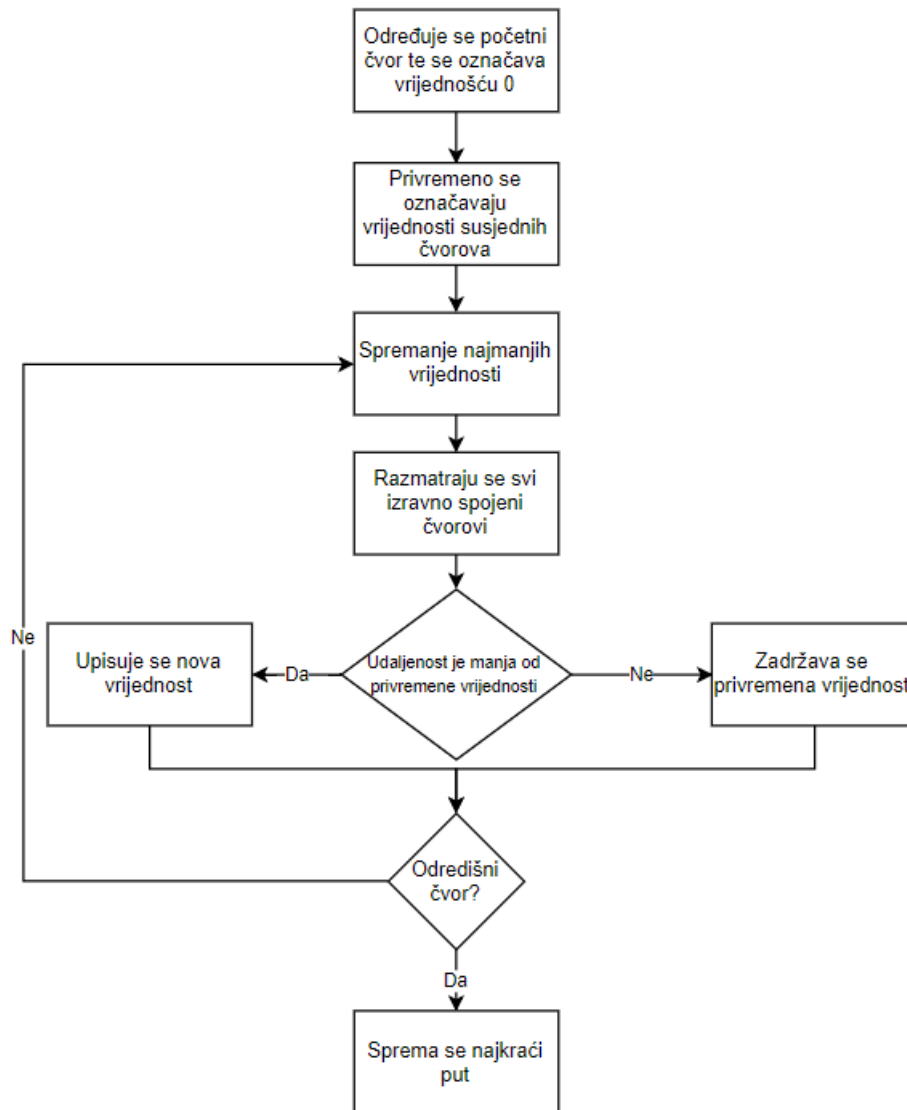 Određuje se početni
čvor te se označava
vrijednošću 0
Privremeno se
označavaju
vrijednosti susjednih
čvorova
Spremanje najmanjih
vrijednosti
Razmatraju se svi
izravno spojeni
čvorovi
Ne
Upisuje se nova
vrijednost
Da
Udaljenost je manja od
privremene vrijednosti
Ne
Zadržava se
privremena vrijednost
Odredišni
čvor?
Da
Sprema se najkraći
put